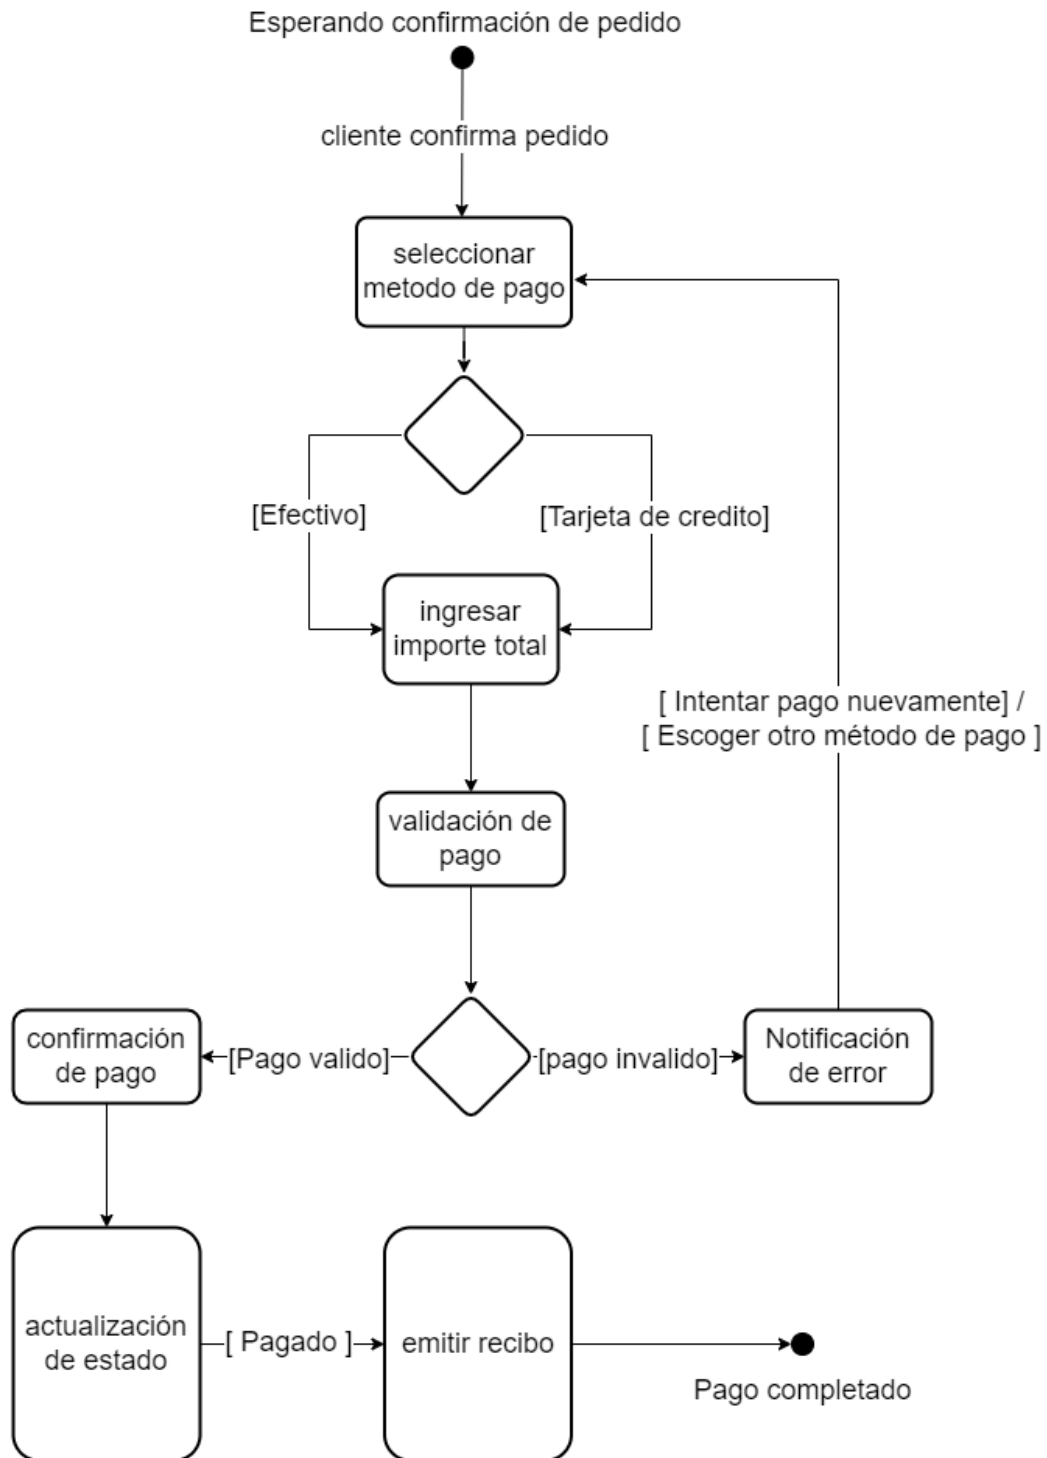 Esperando confirmación de pedido
cliente confirma pedido
seleccionar
metodo de pago
[Efectivo]
[Tarjeta de credito]
ingresar
importe total
[ Intentar pago nuevamente] /
[ Escoger otro método de pago ]
validación de
pago
confirmación
de pago
[Pago valido]
[pago invalido]
Notificación
de error
actualización
de estado
[ Pagado ]
emitir recibo
Pago completado